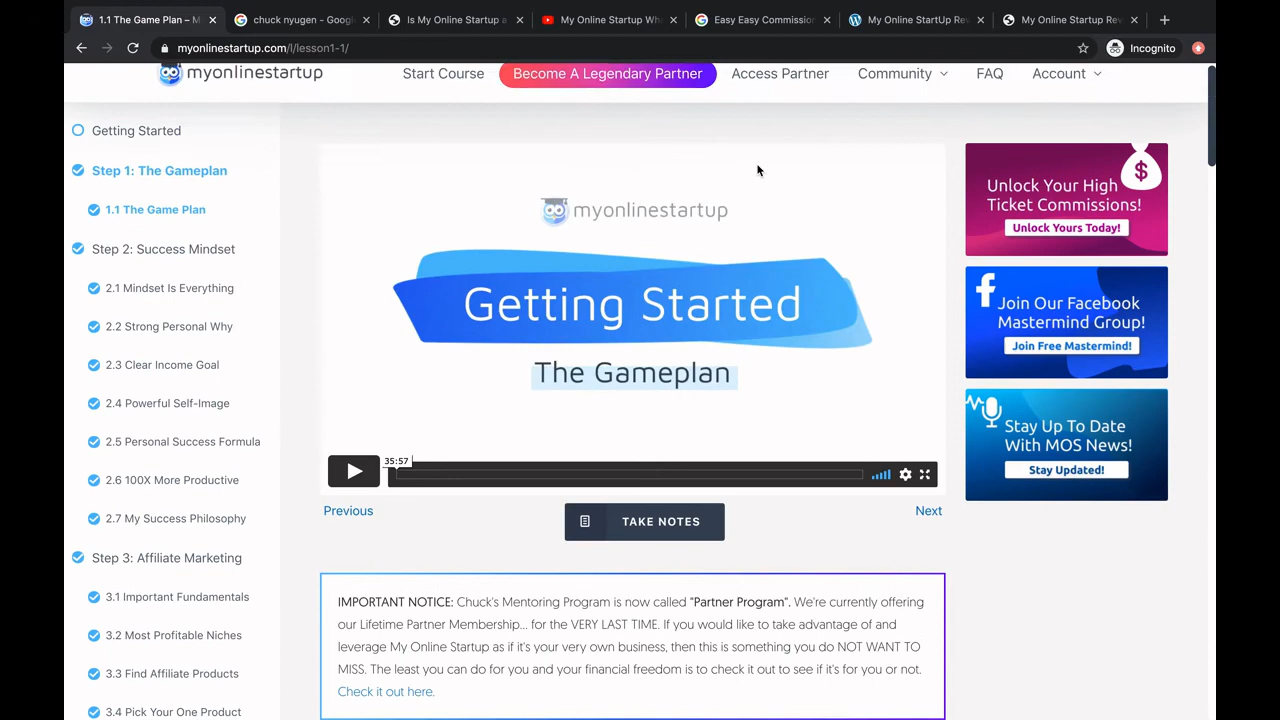 1.1 The Game Plan – M
chuck nyugen - Googl
Is My Online Startup a
My Online Startup Wha
Easy Easy Commission
My Online StartUp Rev
My Online Startup Rev
myonlinestartup.com/l/lesson1-1/
Incognito
myonlinestartup
Start Course
Become A Legendary Partner
Access Partner
Community
FAQ
Account
Getting Started
Step 1: The Gameplan
1.1 The Game Plan
Step 2: Success Mindset
2.1 Mindset Is Everything
2.2 Strong Personal Why
2.3 Clear Income Goal
2.4 Powerful Self-Image
2.5 Personal Success Formula
2.6 100X More Productive
2.7 My Success Philosophy
Step 3: Affiliate Marketing
3.1 Important Fundamentals
3.2 Most Profitable Niches
3.3 Find Affiliate Products
3.4 Pick Your One Product
myonlinestartup
Getting Started
The Gameplan
35:57
Previous
TAKE NOTES
Next
IMPORTANT NOTICE: Chuck's Mentoring Program is now called "Partner Program". We're currently offering
our Lifetime Partner Membership... for the VERY LAST TIME. If you would like to take advantage of and
leverage My Online Startup as if it's your very own business, then this is something you do NOT WANT TO
MISS. The least you can do for you and your financial freedom is to check it out to see if it's for you or not.
Check it out here.
$
Unlock Your High
Ticket Commissions!
Unlock Yours Today!
Join Our Facebook
Mastermind Group!
Join Free Mastermind!
Stay Up To Date
With MOS News!
Stay Updated!